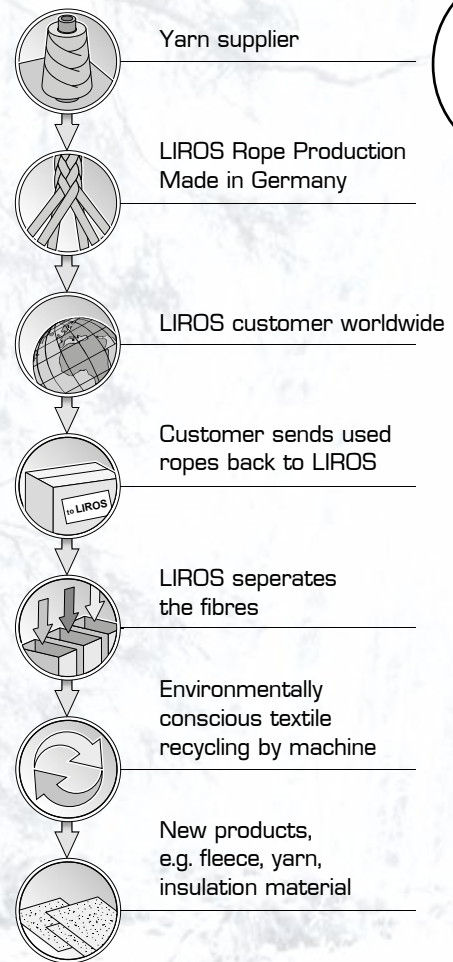 Yarn supplier
LIROS Rope Production
Made in Germany
LIROS customer worldwide
Customer sends used
ropes back to LIROS
to LIROS
LIROS seperates
the fibres
Environmentally
conscious textile
recycling by machine
New products,
e.g. fleece, yarn,
insulation material